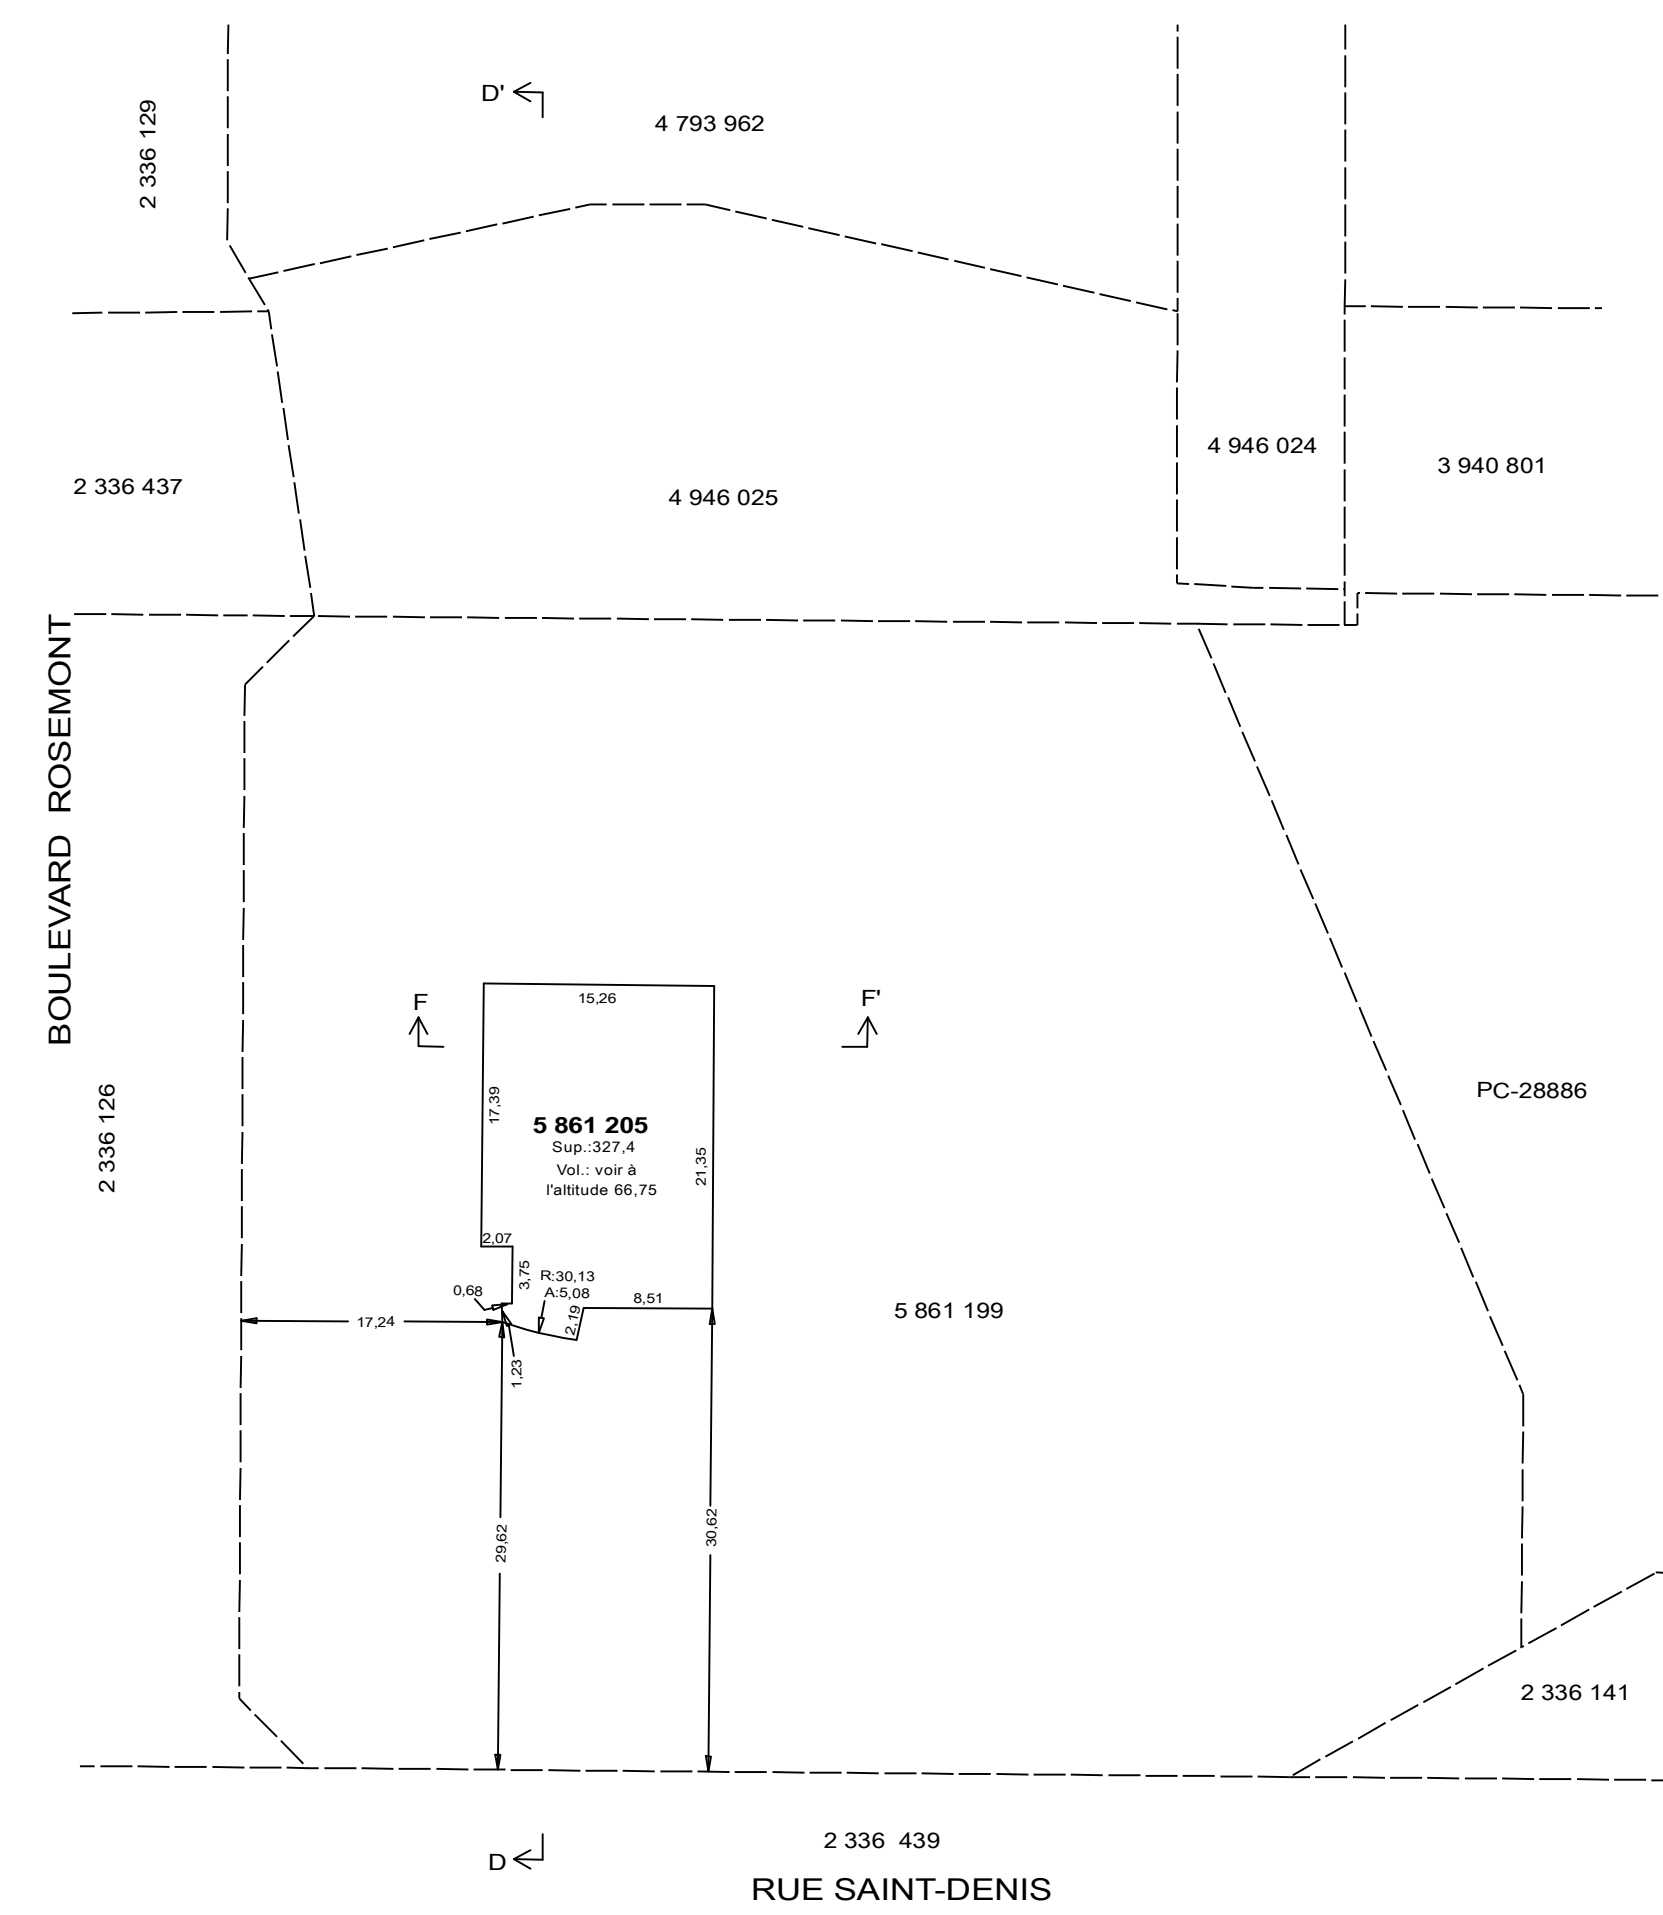 D'
4 793 962
2 336 129
4 946 024
3 940 801
2 336 437
4 946 025
BOULEVARD ROSEMONT
F
15,26
F'
17,39
2 336 126
5 861 205
Sup.:327,4
Vol.: voir à
l'altitude 66,75
21,35
PC-28886
2,07
3,75
R:30,13
A:5,08
0,68
2,19
8,51
5 861 199
17,24
1,23
29,62
30,62
2 336 141
D
2 336 439
RUE SAINT-DENIS